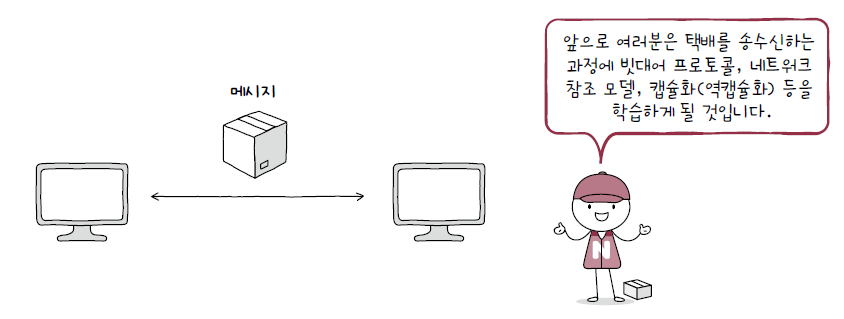 메시지
앞으로 여러분은 택배를 송수신하는
과정에 빗대어 프로토콜, 네트워크
참조 모델, 캡슐화(역캡슐화) 등을
학습하게 될 것입니다.
N